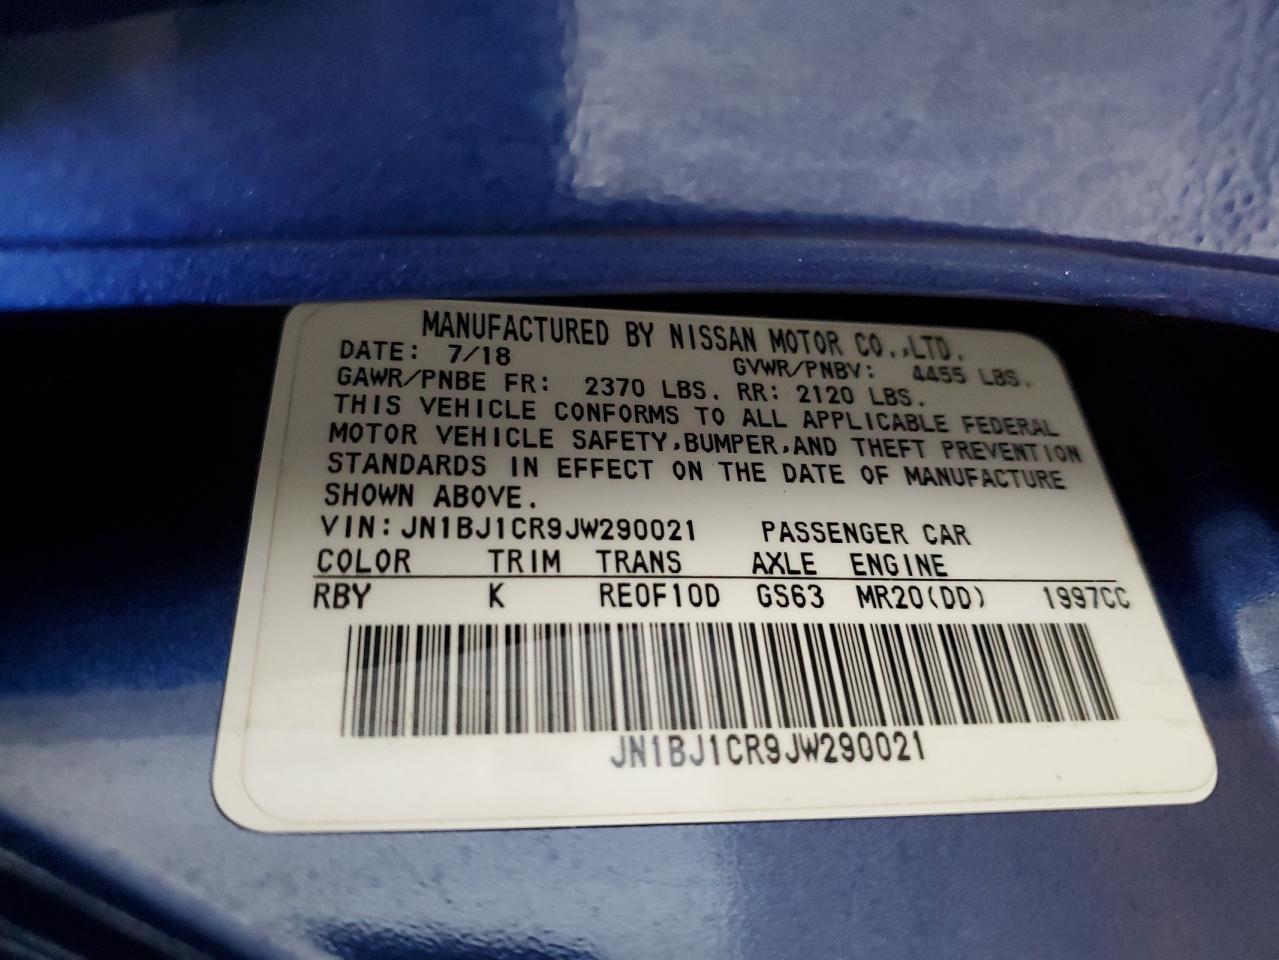 MANUFACTURED BY NISSAN MOTOR CO.,LTD.
DATE: 7/18 GVWR/PNBV: 4455 LBS.
GAWR/PNBE FR: 2370 LBS. RR: 2120 LBS.
THIS VEHICLE CONFORMS TO ALL APPLICABLE FEDERAL
MOTOR VEHICLE SAFETY,BUMPER,AND THEFT PREVENTION
STANDARDS IN EFFECT ON THE DATE OF MANUFACTURE
SHOWN ABOVE.
VIN: JN1BJ1CR9JW290021 PASSENGER CAR
COLOR TRIM TRANS AXLE ENGINE
RBY K RE0F10D GS63 MR20(DD) 1997CC
JN1BJ1CR9JW290021